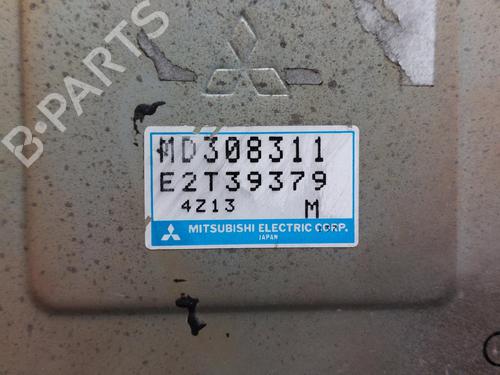 B-PARTS
MD308311
E2T39379
4Z13 M
MITSUBISHI ELECTRIC CORP.
JAPAN